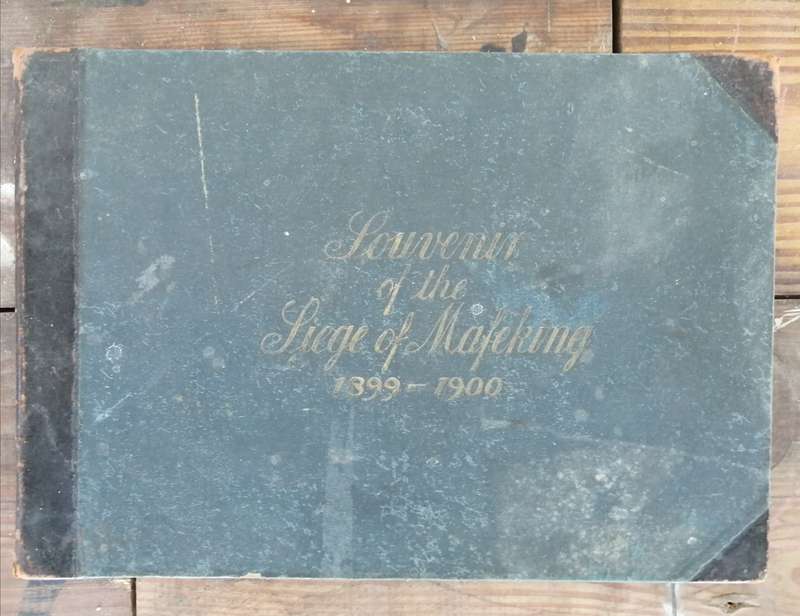 Souvenir
of the
Siege of Mafeking,
1899-1900